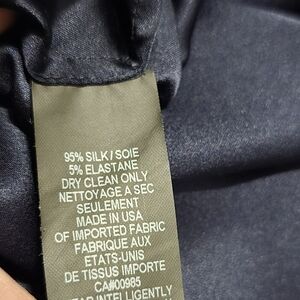 95% SILK / SOIE
5% ELASTANE
DRY CLEAN ONLY
NETTOYAGE A SEC
SEULEMENT
MADE IN USA
OF IMPORTED FABRIC
FABRIQUE AUX
ETATS-UNIS
DE TISSUS IMPORTE
CA#00985
INTELLIGENTLY